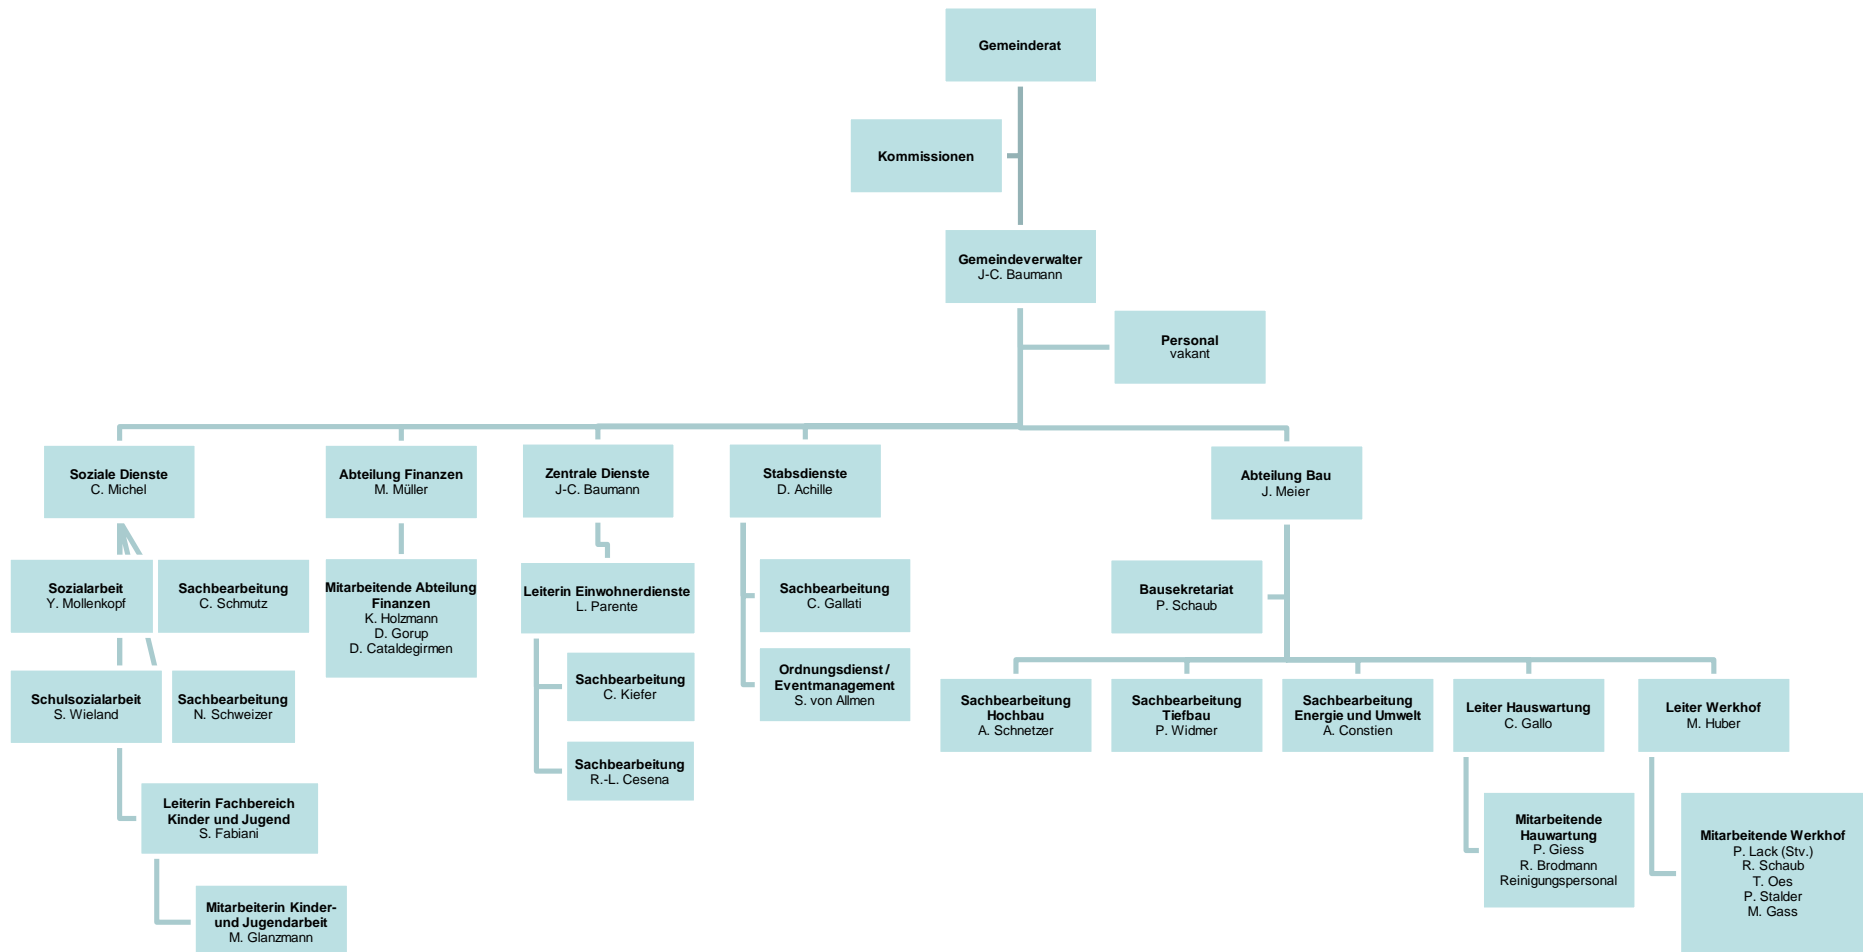 Gemeinderat
Kommissionen
Gemeindeverwalter
J-C. Baumann
Personal
vakant
Soziale Dienste
C. Michel
Abteilung Finanzen
M. Müller
Zentrale Dienste
J-C. Baumann
Stabsdienste
D. Achille
Abteilung Bau
J. Meier
Sozialarbeit
Y. Mollenkopf
Sachbearbeitung
C. Schmutz
Schulsozialarbeit
S. Wieland
Sachbearbeitung
N. Schweizer
Leiterin Fachbereich
Kinder und Jugend
S. Fabiani
Mitarbeiterin Kinder-
und Jugendarbeit
M. Glanzmann
Mitarbeitende Abteilung
Finanzen
K. Holzmann
D. Gorup
D. Cataldegirmen
Leiterin Einwohnerdienste
L. Parente
Sachbearbeitung
C. Kiefer
Sachbearbeitung
R.-L. Cesena
Sachbearbeitung
C. Gallati
Ordnungsdienst /
Eventmanagement
S. von Allmen
Bausekretariat
P. Schaub
Sachbearbeitung
Hochbau
A. Schnetzer
Sachbearbeitung
Tiefbau
P. Widmer
Sachbearbeitung
Energie und Umwelt
A. Constien
Leiter Hauswartung
C. Gallo
Leiter Werkhof
M. Huber
Mitarbeitende
Hauwartung
P. Giess
R. Brodmann
Reinigungspersonal
Mitarbeitende Werkhof
P. Lack (Stv.)
R. Schaub
T. Oes
P. Stalder
M. Gass